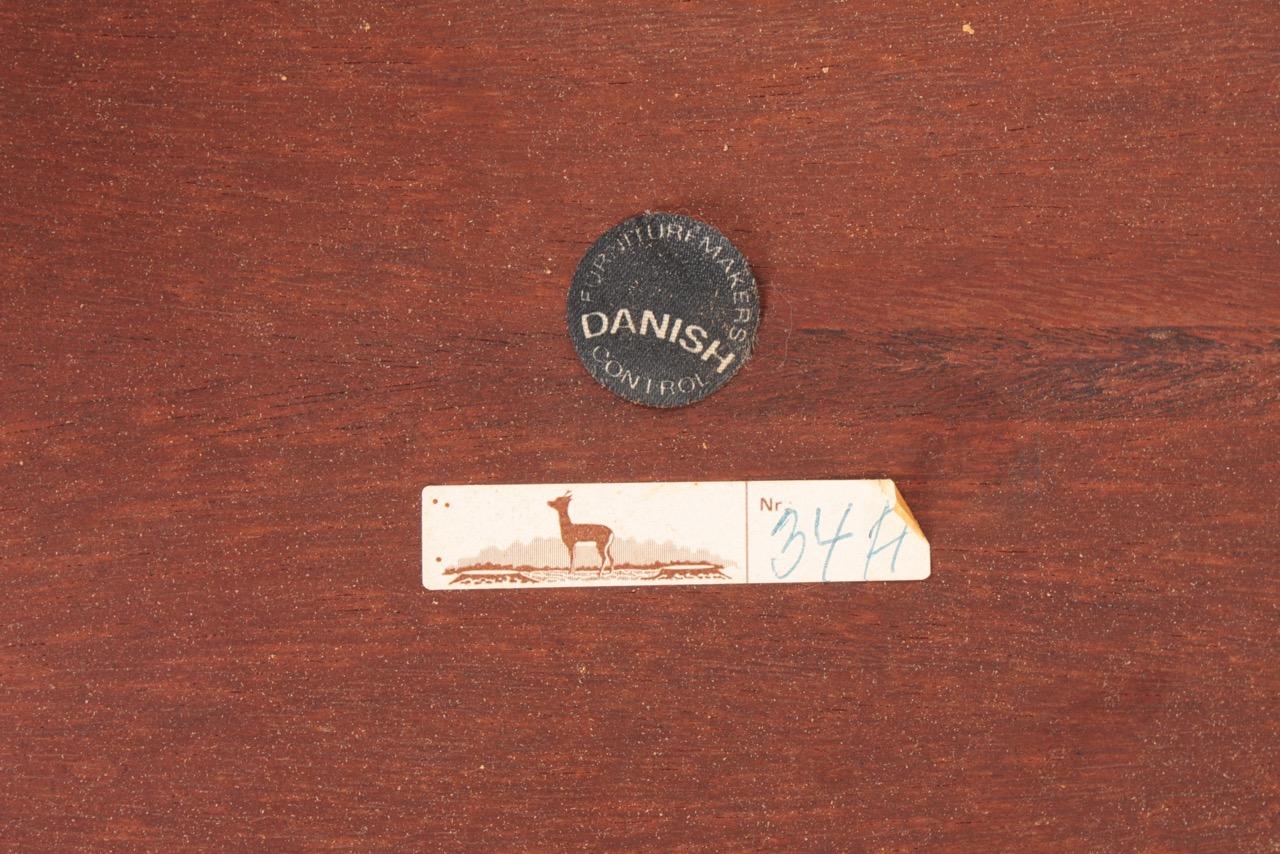 FURNITUREMAKERS
DANISH
CONTROL
Nr.
34 H